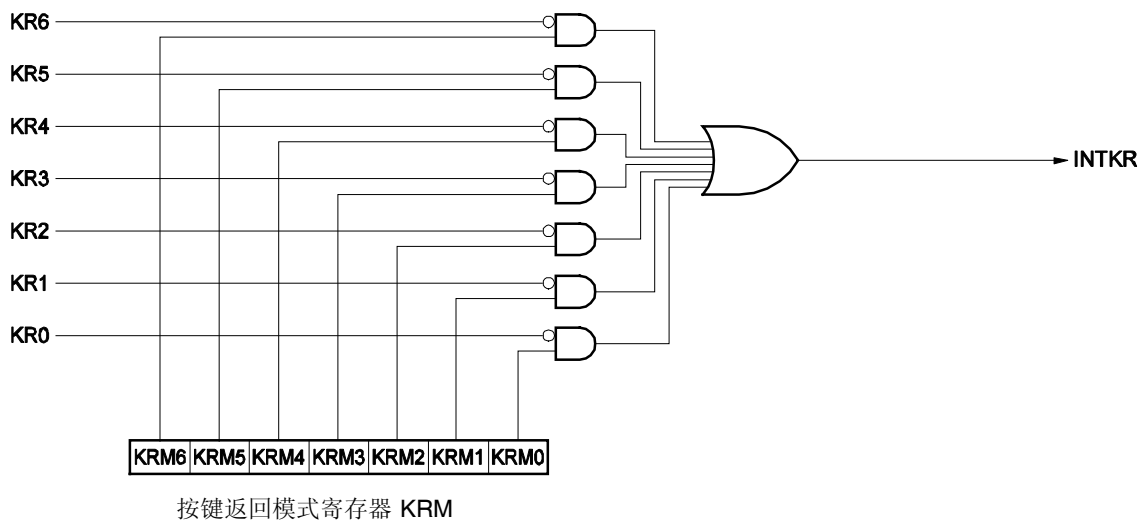 KR6
KR5
KR4
KR3
KR2
KR1
KR0
INTKR
KRM6 KRM5 KRM4 KRM3 KRM2 KRM1 KRM0
按键返回模式寄存器 KRM